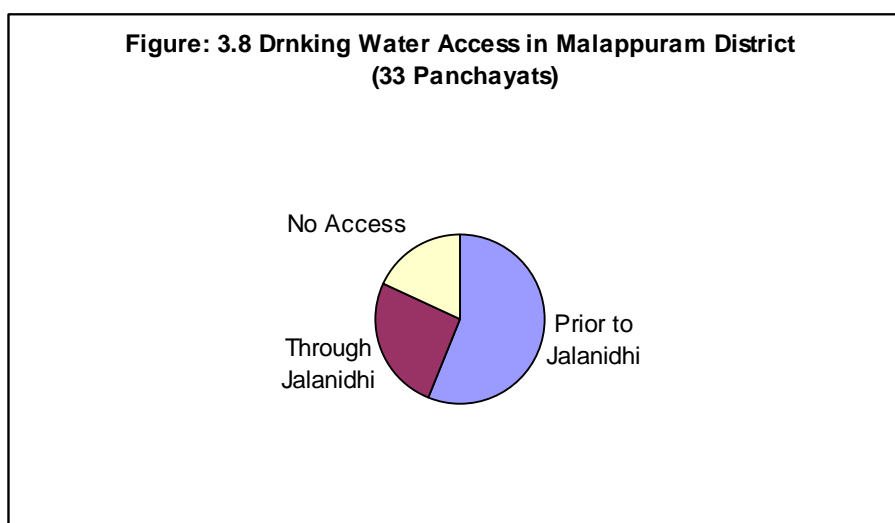 Figure: 3.8 Drnking Water Access in Malappuram District
(33 Panchayats)
No Access
Prior to
Jalanidhi
Through
Jalanidhi